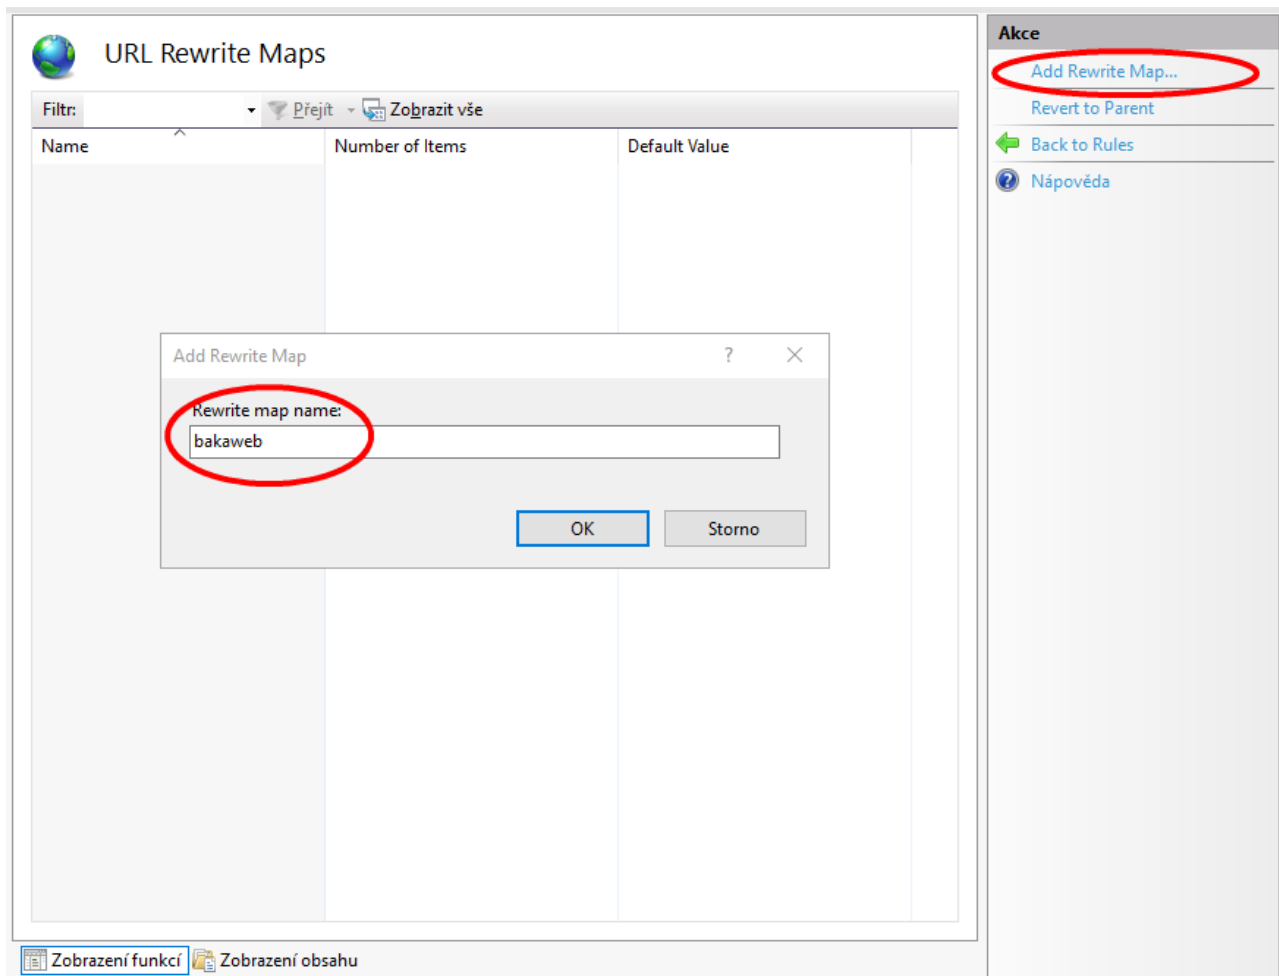 URL Rewrite Maps
Filtr: Přejít Zobrazit vše
Name Number of Items Default Value
Add Rewrite Map ?
Rewrite map name:
bakaweb
OK Storno
Zobrazení funkcí Zobrazení obsahu
Akce
Add Rewrite Map...
Revert to Parent
Back to Rules
? Nápověda